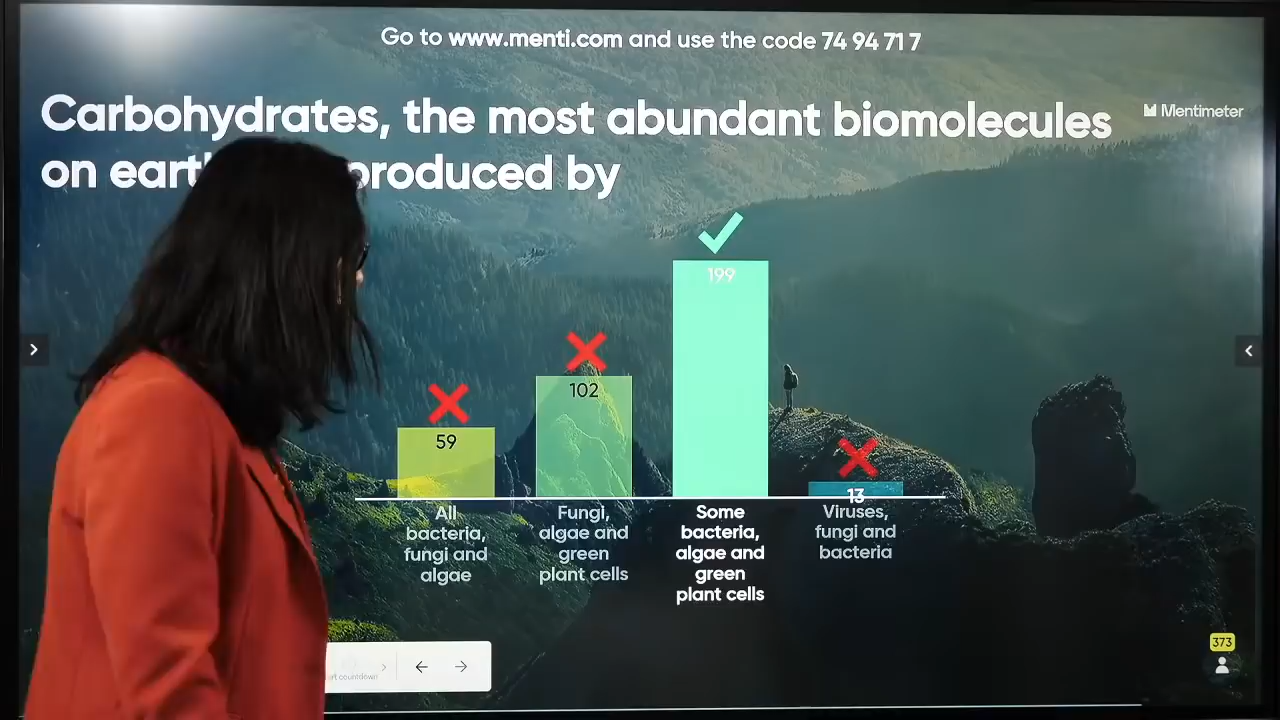 Go to www.menti.com and use the code 74 94 71 7
Carbohydrates, the most abundant biomolecules
Mentimeter
on produced by
199
102
59
13
All
bacteria,
fungi and
algae
Fungi,
algae and
green
plant cells
Some
bacteria,
algae and
green
plant cells
Viruses,
fungi and
bacteria
373
countdown